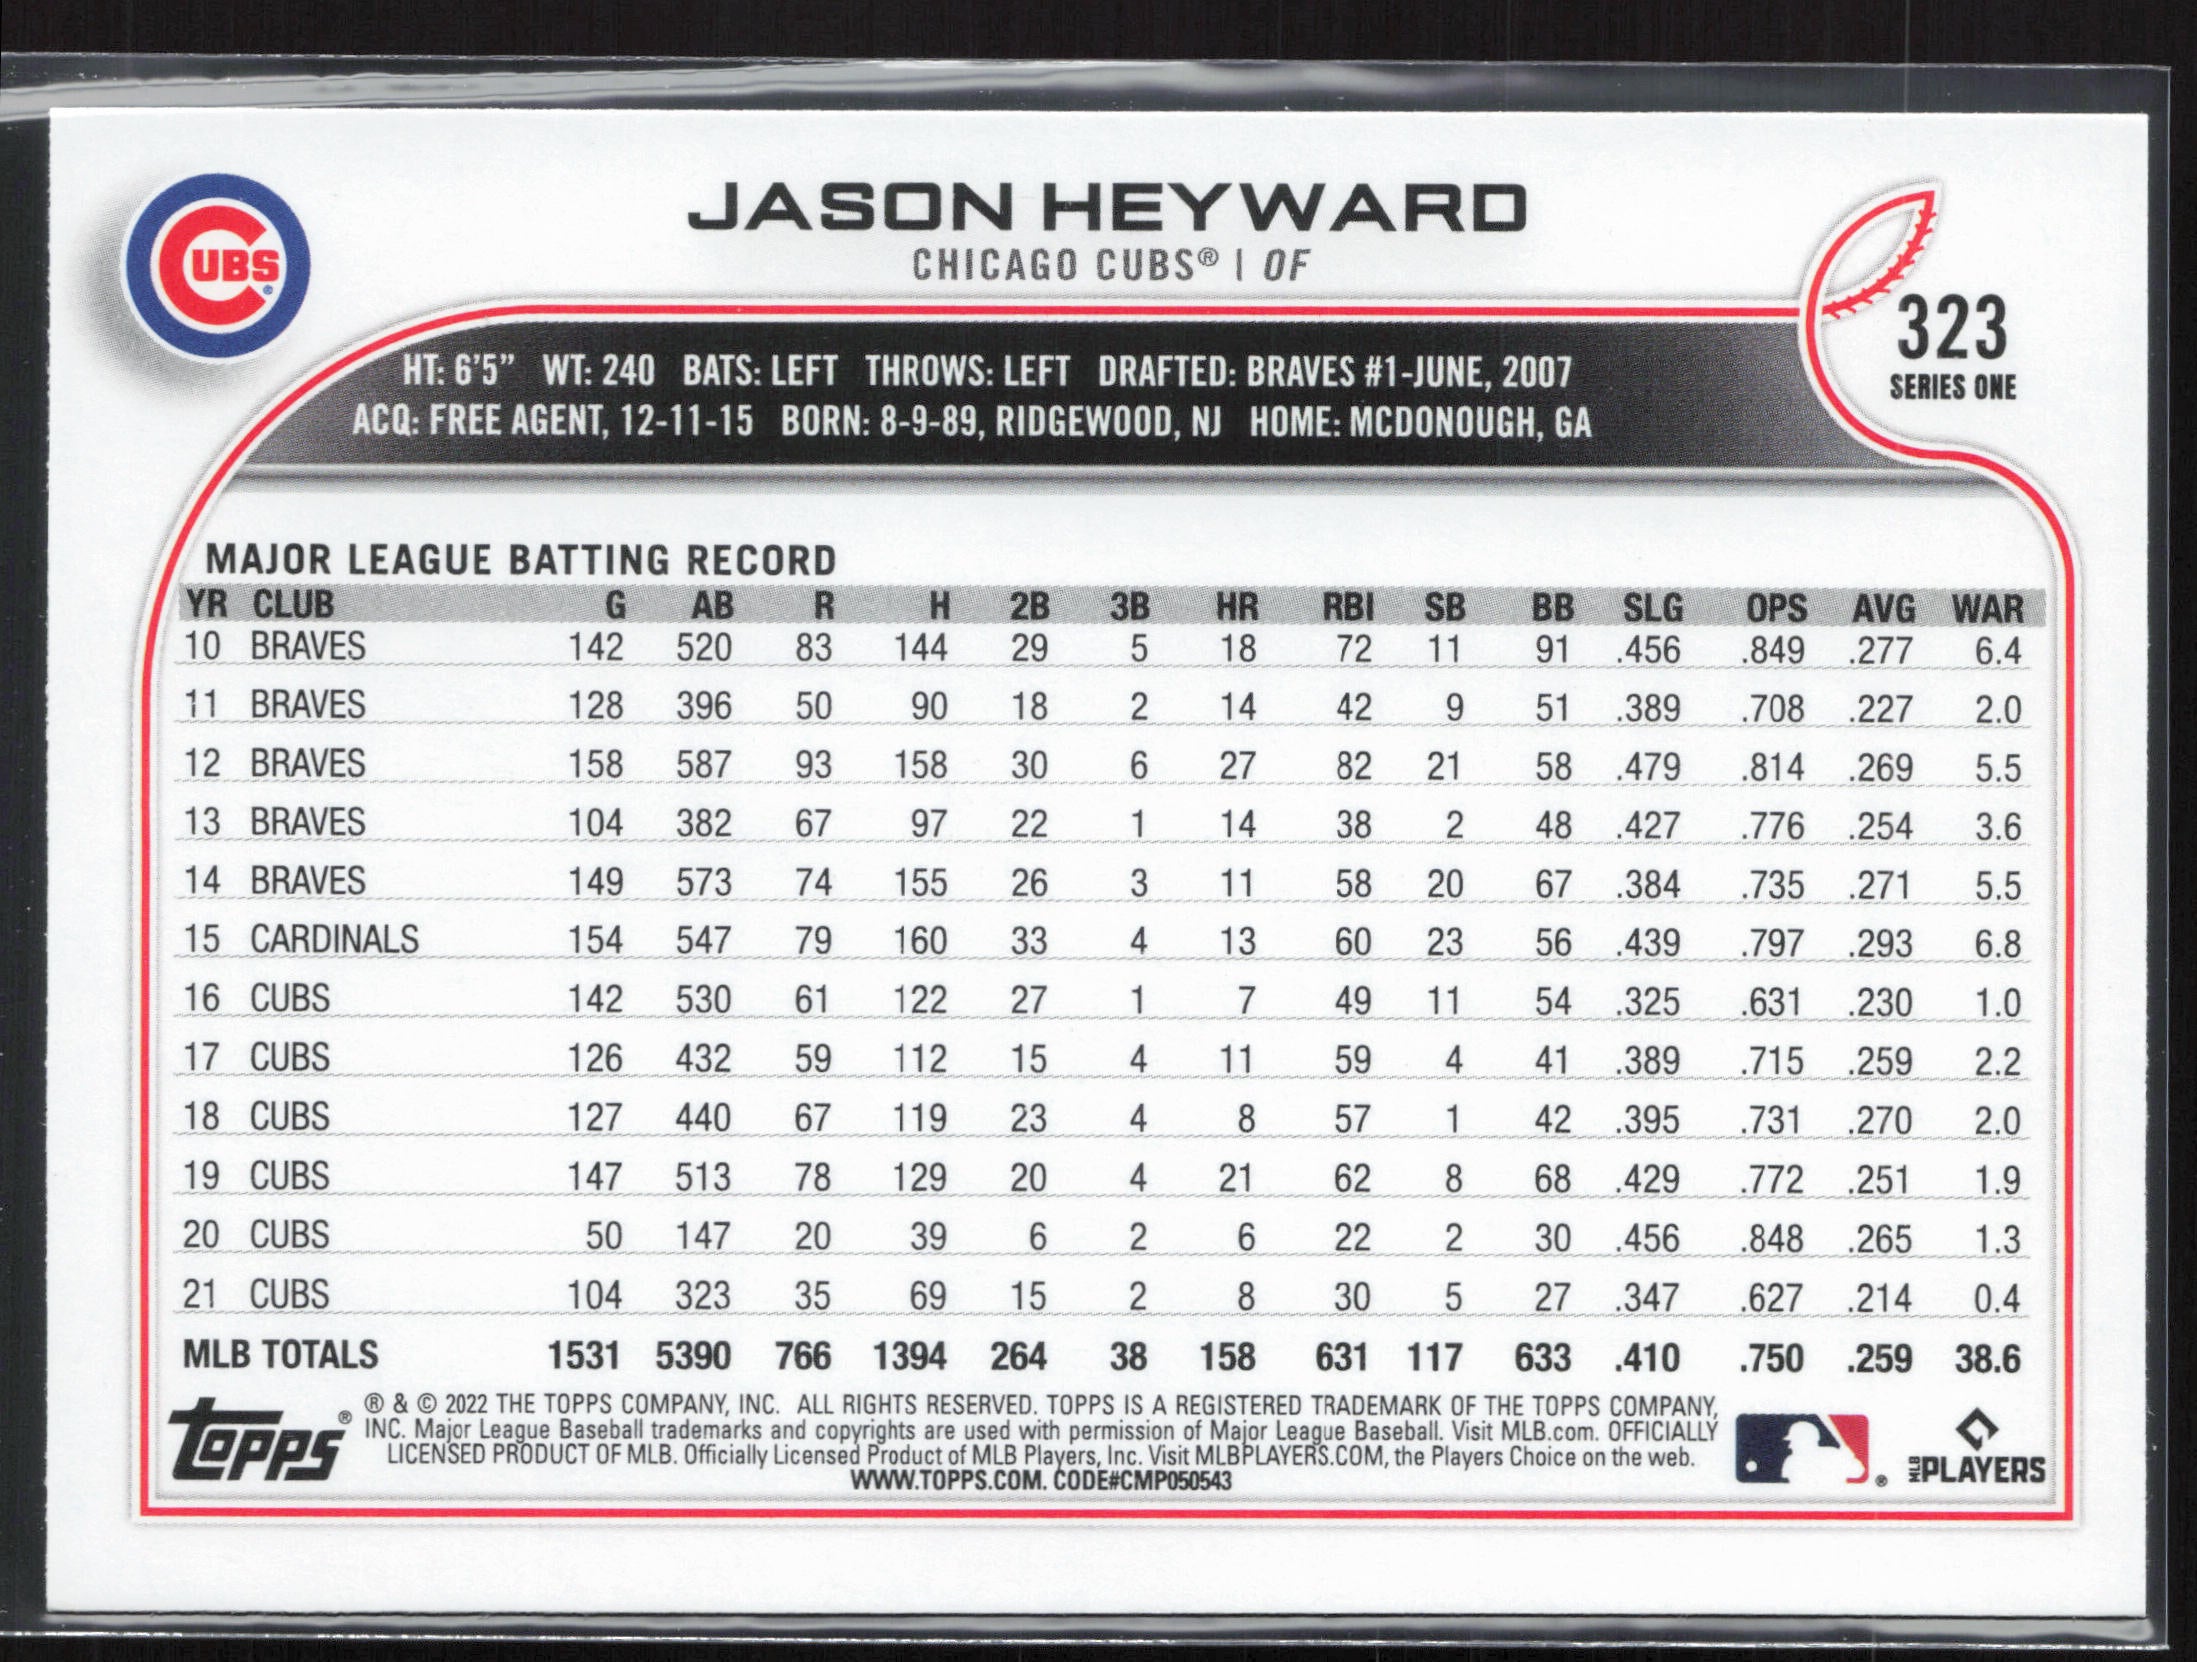 CUBS®
JASON HEYWARD
CHICAGO CUBS® | OF
323
SERIES ONE
HT: 6'5" WT: 240 BATS: LEFT THROWS: LEFT DRAFTED: BRAVES #1-JUNE, 2007
ACQ: FREE AGENT, 12-11-15 BORN: 8-9-89, RIDGEWOOD, NJ HOME: MCDONOUGH, GA
MAJOR LEAGUE BATTING RECORD
YR CLUB G AB R H 2B 3B HR RBI SB BB SLG OPS AVG WAR
10 BRAVES 142 520 83 144 29 5 18 72 11 91 .456 .849 .277 6.4
11 BRAVES 128 396 50 90 18 2 14 42 9 51 .389 .708 .227 2.0
12 BRAVES 158 587 93 158 30 6 27 82 21 58 .479 .814 .269 5.5
13 BRAVES 104 382 67 97 22 1 14 38 2 48 .427 .776 .254 3.6
14 BRAVES 149 573 74 155 26 3 11 58 20 67 .384 .735 .271 5.5
15 CARDINALS 154 547 79 160 33 4 13 60 23 56 .439 .797 .293 6.8
16 CUBS 142 530 61 122 27 1 7 49 11 54 .325 .631 .230 1.0
17 CUBS 126 432 59 112 15 4 11 59 4 41 .389 .715 .259 2.2
18 CUBS 127 440 67 119 23 4 8 57 1 42 .395 .731 .270 2.0
19 CUBS 147 513 78 129 20 4 21 62 8 68 .429 .772 .251 1.9
20 CUBS 50 147 20 39 6 2 6 22 2 30 .456 .848 .265 1.3
21 CUBS 104 323 35 69 15 2 8 30 5 27 .347 .627 .214 0.4
MLB TOTALS 1531 5390 766 1394 264 38 158 631 117 633 .410 .750 .259 38.6
topps®
® & © 2022 THE TOPPS COMPANY, INC. ALL RIGHTS RESERVED. TOPPS IS A REGISTERED TRADEMARK OF THE TOPPS COMPANY,
INC. Major League Baseball trademarks and copyrights are used with permission of Major League Baseball. Visit MLB.com. OFFICIALLY
LICENSED PRODUCT OF MLB. Officially Licensed Product of MLB Players, Inc. Visit MLBPLAYERS.COM, the Players Choice on the web.
WWW.TOPPS.COM. CODE#CMP050543
®
MLB PLAYERS